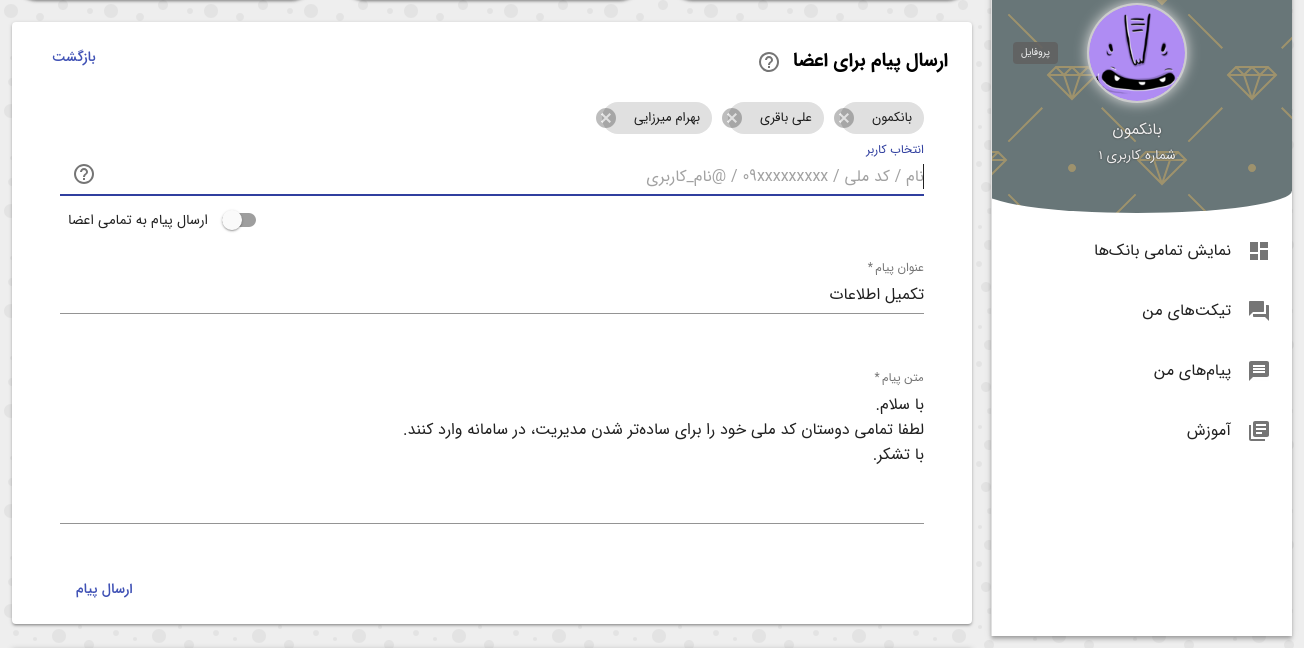 پروفایل
بانکمون
شماره کاربری ۱
نمایش تمامی بانک‌ها
تیکت‌های من
پیام‌های من
آموزش
ارسال پیام برای اعضا
بازگشت
بانکمون
علی باقری
بهرام میرزایی
انتخاب کاربر
نام / کد ملی / ۰۹xxxxxxxxx / @نام_کاربری
ارسال پیام به تمامی اعضا
عنوان پیام *
تکمیل اطلاعات
متن پیام *
با سلام.
لطفا تمامی دوستان کد ملی خود را برای ساده‌تر شدن مدیریت، در سامانه وارد کنند.
با تشکر.
ارسال پیام